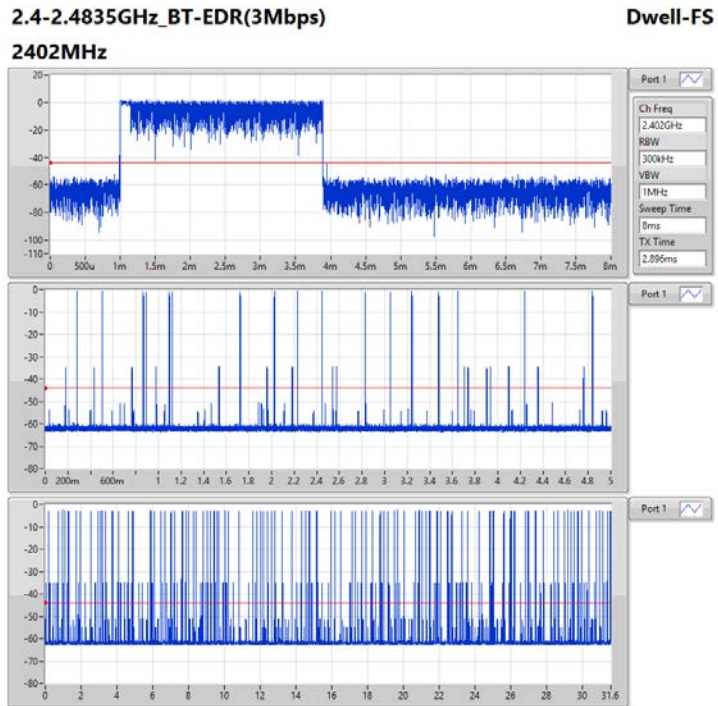 2.4-2.4835GHz_BT-EDR(3Mbps) Dwell-FS
2402MHz
20-
0-
-20-
-40-
-60-
-80-
-100-
-110-
0 500u 1m 1.5m 2m 2.5m 3m 3.5m 4m 4.5m 5m 5.5m 6m 6.5m 7m 7.5m 8m
Port 1
Ch Freq
2.402GHz
RBW
300kHz
VBW
1MHz
Sweep Time
8ms
TX Time
2.896ms
0-
-10-
-20-
-30-
-40-
-50-
-60-
-70-
-80-
0 200m 600m 1 1.2 1.4 1.6 1.8 2 2.2 2.4 2.6 2.8 3 3.2 3.4 3.6 3.8 4 4.2 4.4 4.6 4.8 5
Port 1
0-
-10-
-20-
-30-
-40-
-50-
-60-
-70-
-80-
0 2 4 6 8 10 12 14 16 18 20 22 24 26 28 30 31.6
Port 1